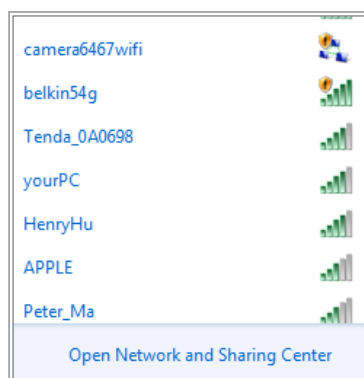 camera6467wifi
belkin54g
Tenda_0A0698
yourPC
HenryHu
APPLE
Peter_Ma
Open Network and Sharing Center